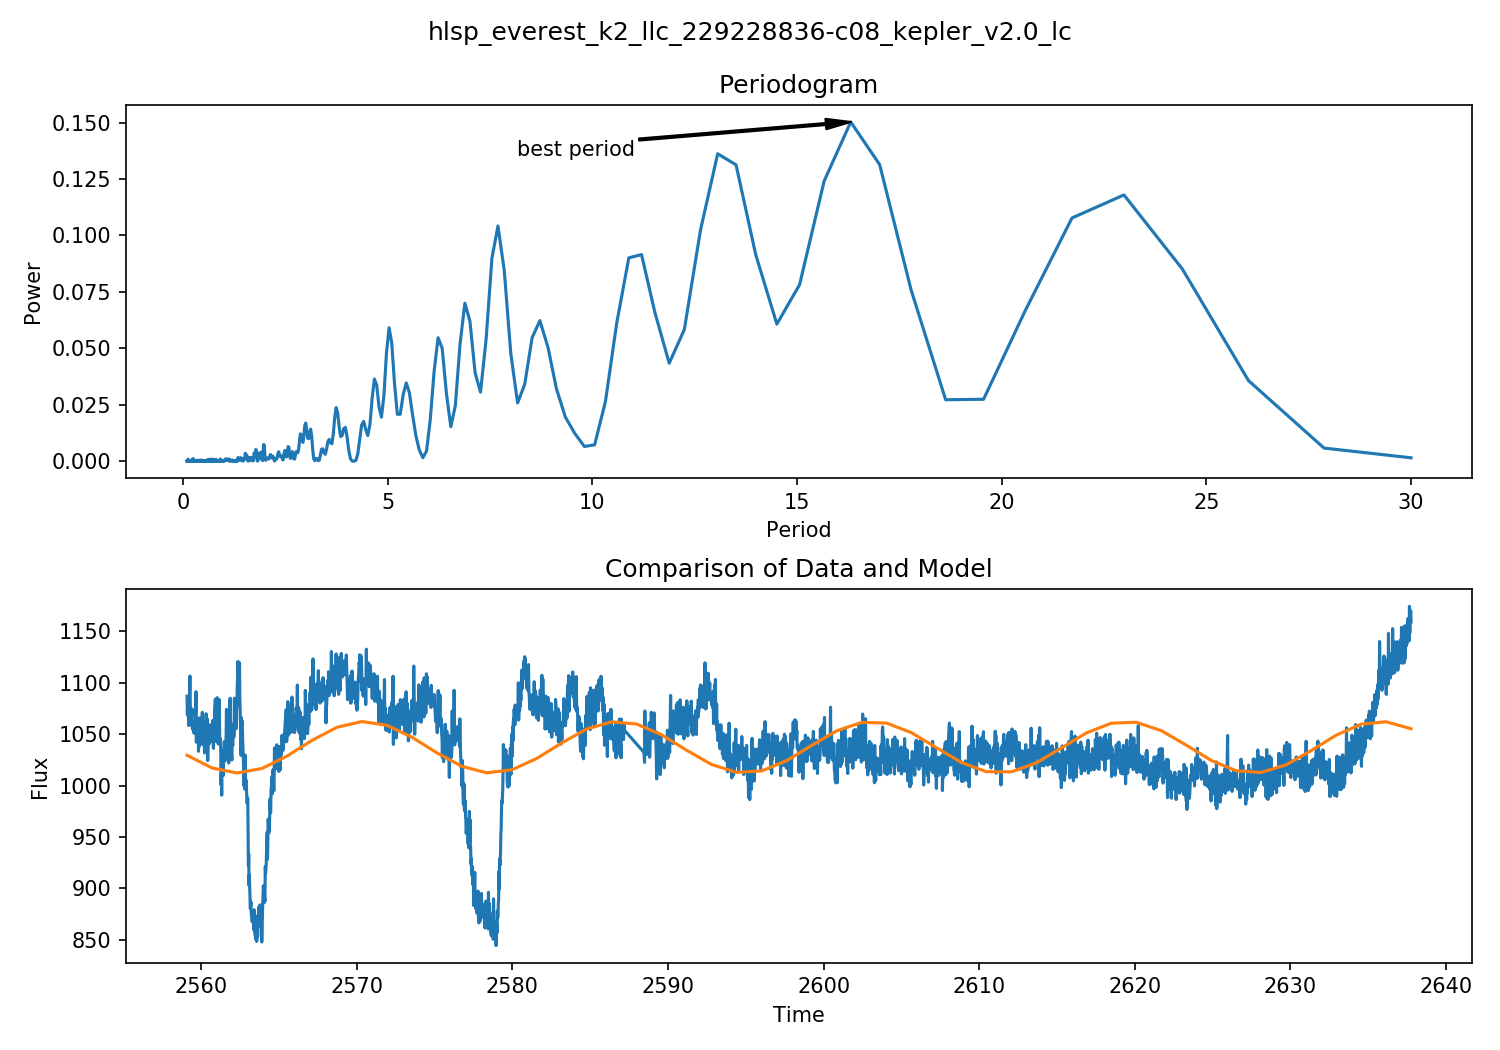 hlsp_everest_k2_llc_229228836-c08_kepler_v2.0_lc
Periodogram
0.150
0.125
0.100
0.075
0.050
0.025
0.000
Power
best period
0 5 10 15 20 25 30
Period
Comparison of Data and Model
1150
1100
1050
1000
950
900
850
Flux
2560 2570 2580 2590 2600 2610 2620 2630 2640
Time